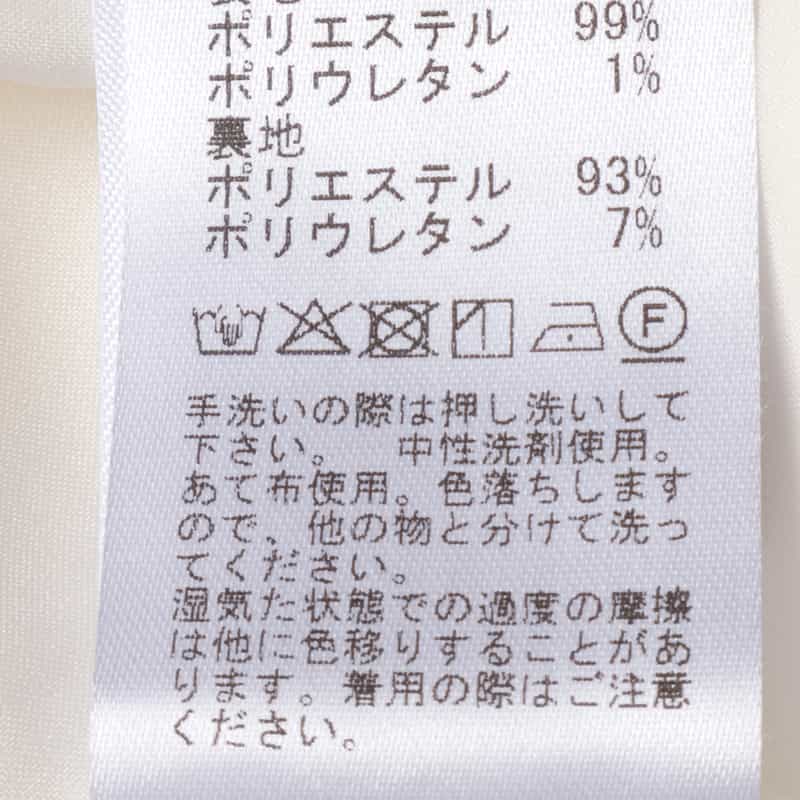 ポリエステル 99%
ポリウレタン 1%
裏地
ポリエステル 93%
ポリウレタン 7%
F
手洗いの際は押し洗いして
下さい。 中性洗剤使用。
あて布使用。色落ちします
ので、他の物と分けて洗っ
てください。
湿気た状態での過度の摩擦
は他に色移りすることがあ
ります。着用の際はご注意
ください。